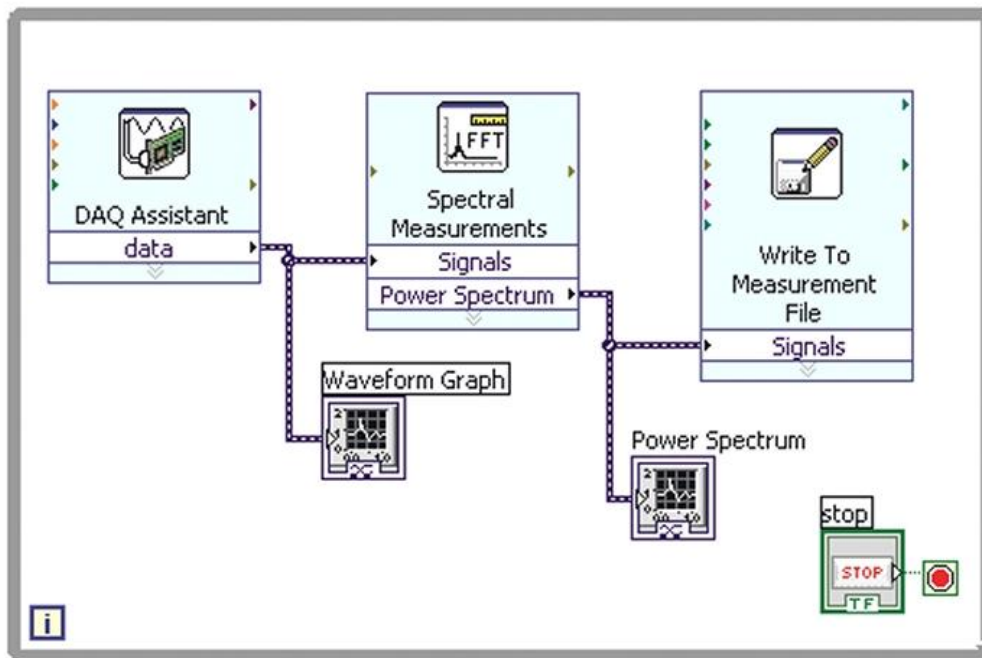 DAQ Assistant
data
FFT
Spectral
Measurements
Signals
Power Spectrum
Write To
Measurement
File
Signals
Waveform Graph
Power Spectrum
stop
STOP
TF
i